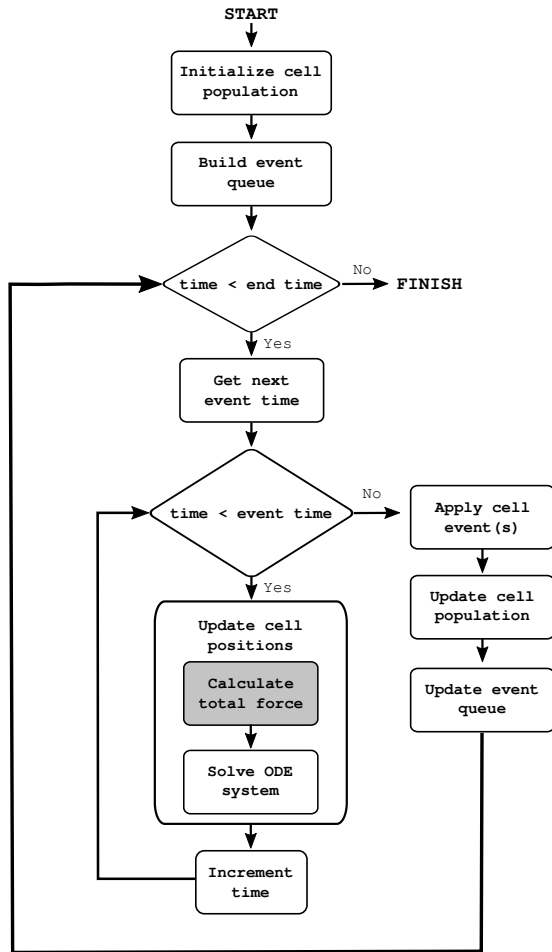 START
Initialize cell
population
Build event
queue
time < end time
No
FINISH
Yes
Get next
event time
time < event time
No
Apply cell
event(s)
Yes
Update cell
population
Update cell
positions
Calculate
total force
Update event
queue
Solve ODE
system
Increment
time